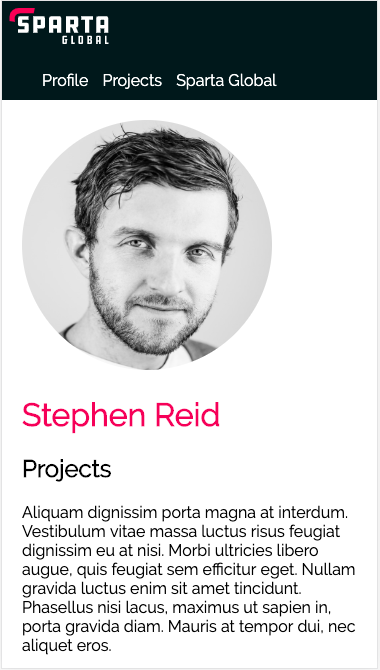 SPARTA
GLOBAL
Profile Projects Sparta Global
Stephen Reid
Projects
Aliquam dignissim porta magna at interdum.
Vestibulum vitae massa luctus risus feugiat
dignissim eu at nisi. Morbi ultricies libero
augue, quis feugiat sem efficitur eget. Nullam
gravida luctus enim sit amet tincidunt.
Phasellus nisi lacus, maximus ut sapien in,
porta gravida diam. Mauris at tempor dui, nec
aliquet eros.